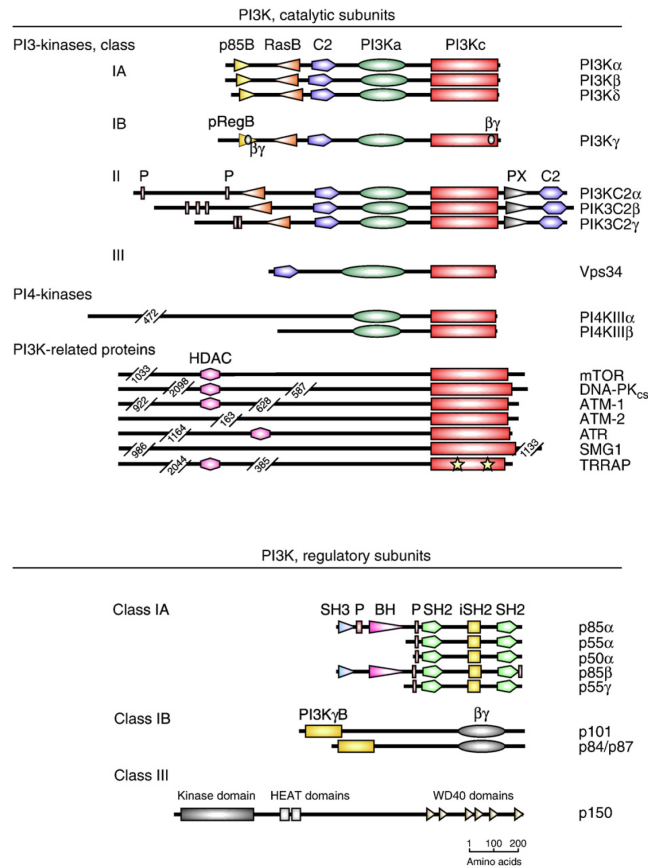 PI3K, catalytic subunits
PI3-kinases, class p85B RasB C2 PI3Ka PI3Kc
IA PI3Kα
PI3Kβ
PI3Kδ
IB pRegB βγ βγ PI3Kγ
II P P PX C2
PI3KC2α
PIK3C2β
PIK3C2γ
III Vps34
PI4-kinases
472 PI4KIIIα
PI4KIIIβ
PI3K-related proteins
HDAC
1033 mTOR
2098 587 DNA-PKcs
922 628 ATM-1
163 ATM-2
1164 ATR
986 1133 SMG1
2044 385 TRRAP
PI3K, regulatory subunits
Class IA SH3 P BH P SH2 iSH2 SH2
p85α
p55α
p50α
p85β
p55γ
Class IB PI3KγB βγ
p101
p84/p87
Class III
Kinase domain HEAT domains WD40 domains
p150
1 100 200
Amino acids